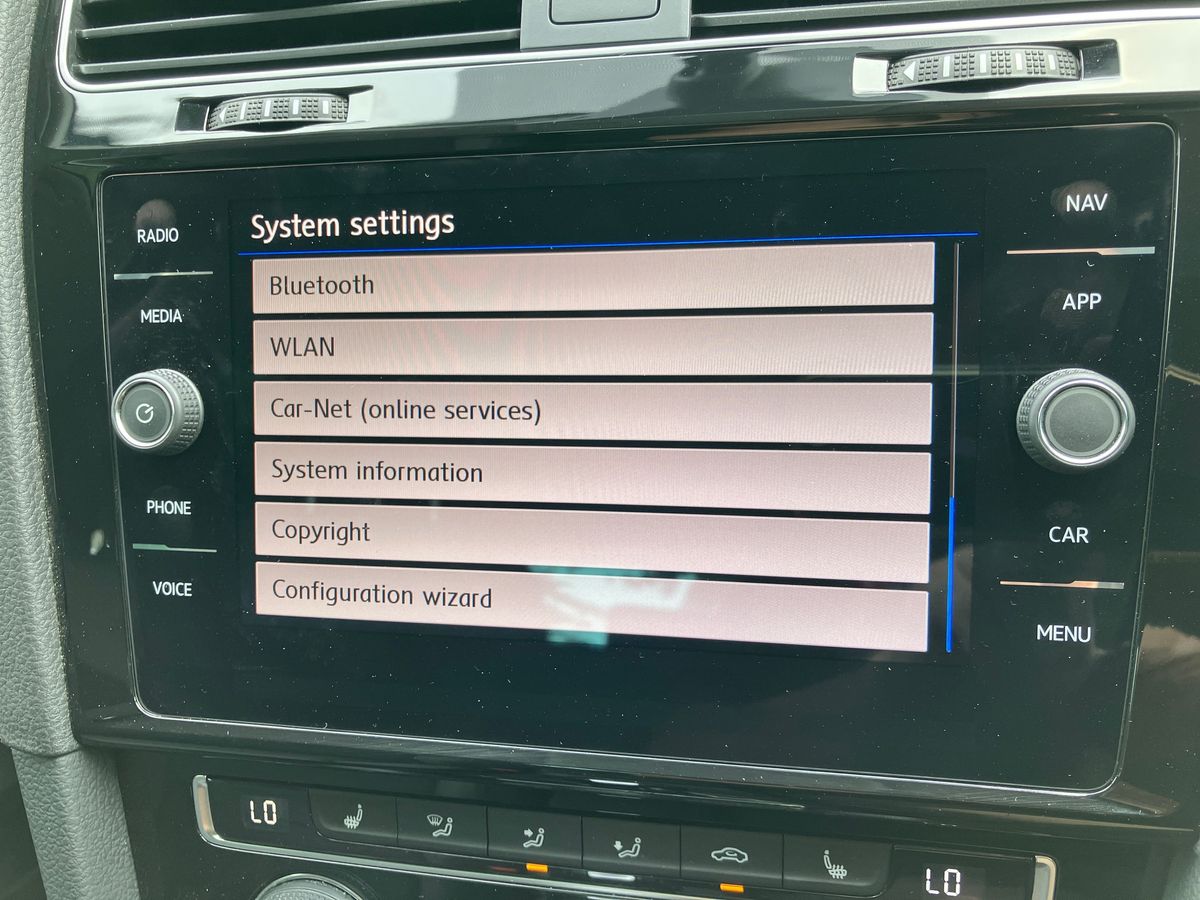 System settings
Bluetooth
WLAN
Car-Net (online services)
System information
Copyright
Configuration wizard
RADIO
MEDIA
PHONE
VOICE
NAV
APP
CAR
MENU
LO
LO